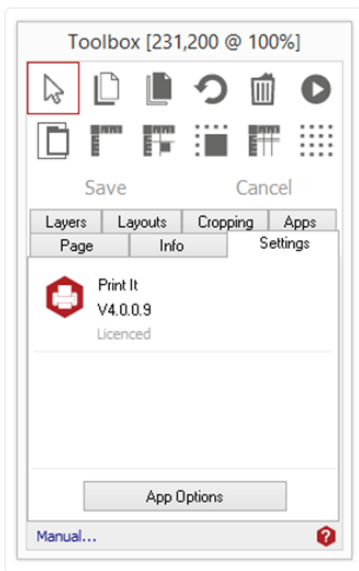 Toolbox [231,200 @ 100%]
Save Cancel
Layers Layouts Cropping Apps
Page Info Settings
Print It
V4.0.0.9
Licenced
App Options
Manual... ?